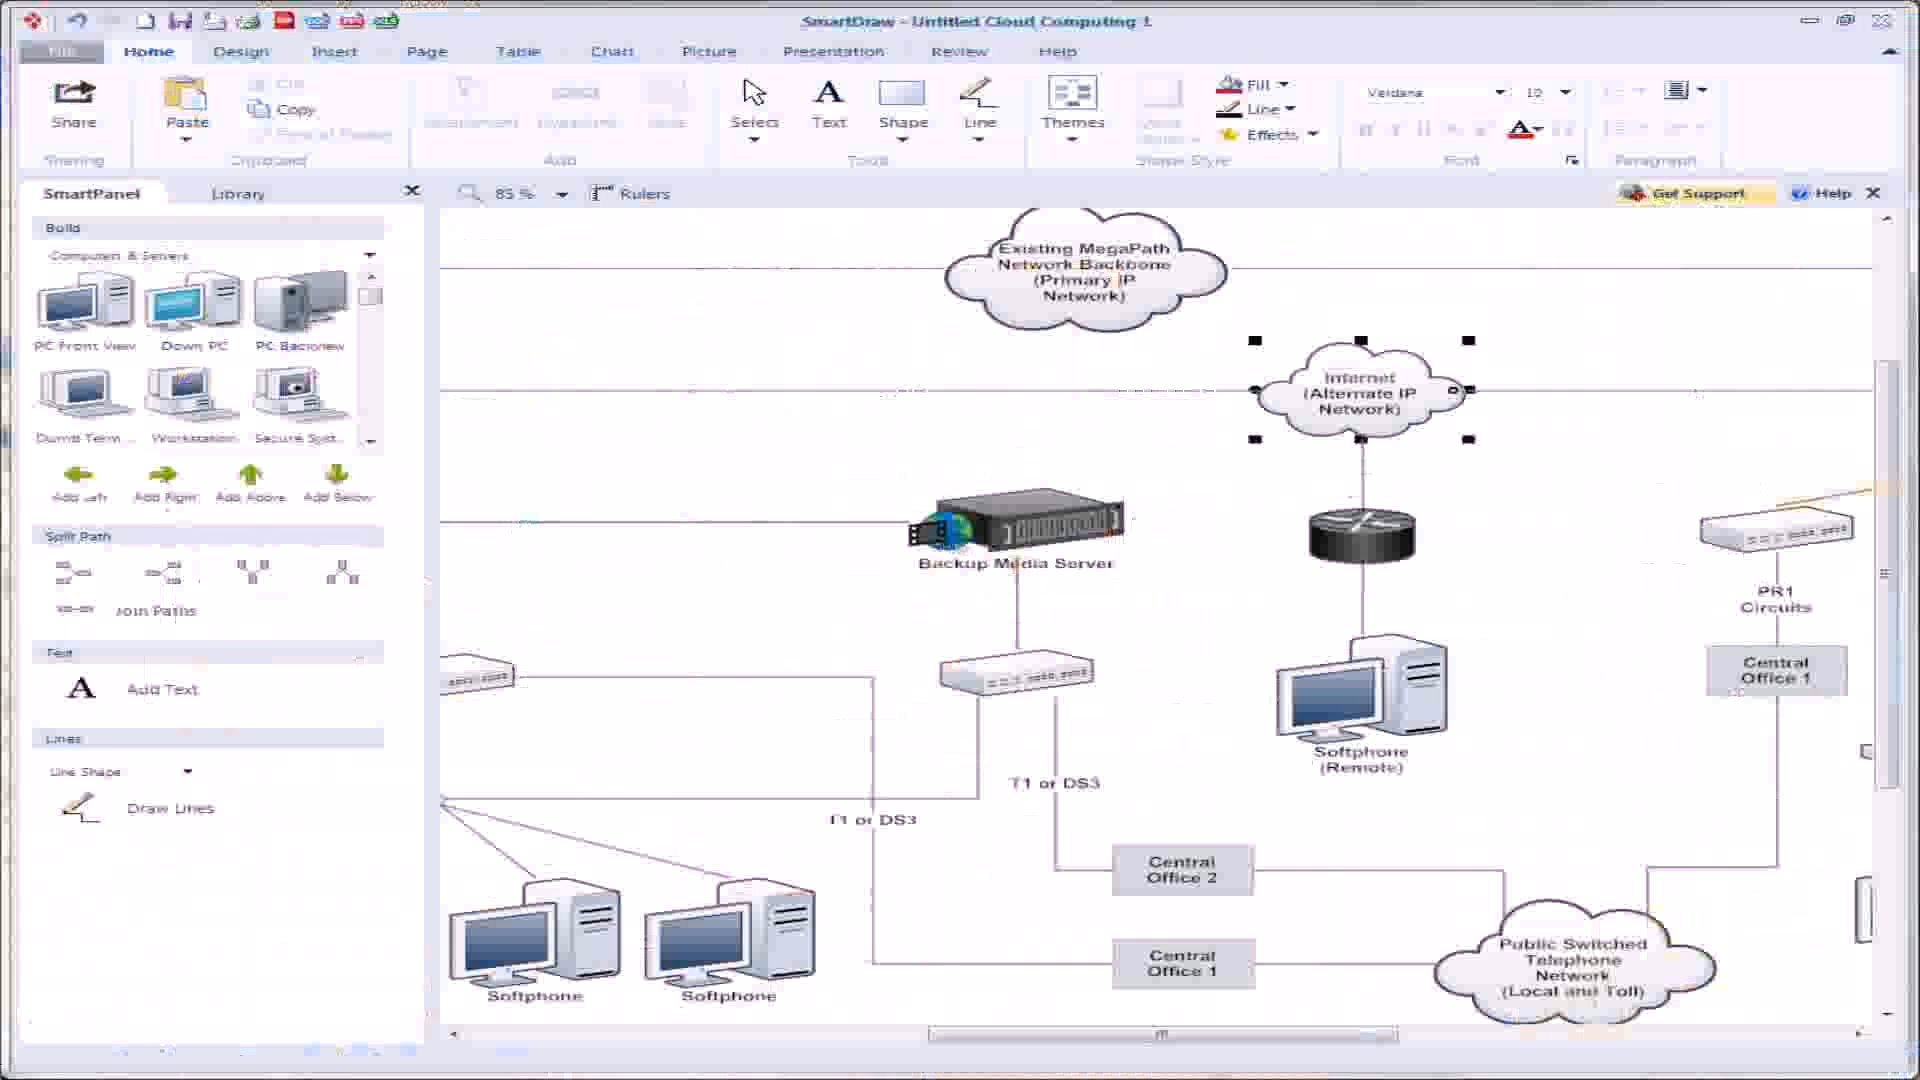 SmartDraw - Untitled Cloud Computing 1
File Home Design Insert Page Table Chart Picture Presentation Review Help
Share
Paste
Cut
Copy
Select
Text
Shape
Line
Themes
Fill
Line
Effects
Verdana 10
Sharing Clipboard Add Tools Shape Style Font Paragraph
SmartPanel Library
85 % Rulers
Get Support Help
Build
Computers & Servers
PC Front View Down PC PC Backview
Dumb Term... Workstation Secure Syst...
Add Left Add Right Add Above Add Below
Split Path
Join Paths
Text
A Add Text
Lines
Line Shape
Draw Lines
Existing MegaPath
Network Backbone
(Primary IP
Network)
Internet
(Alternate IP
Network)
Backup Media Server
PR1
Circuits
Central
Office 1
Softphone
(Remote)
T1 or DS3
T1 or DS3
Central
Office 2
Central
Office 1
Public Switched
Telephone
Network
(Local and Toll)
Softphone
Softphone